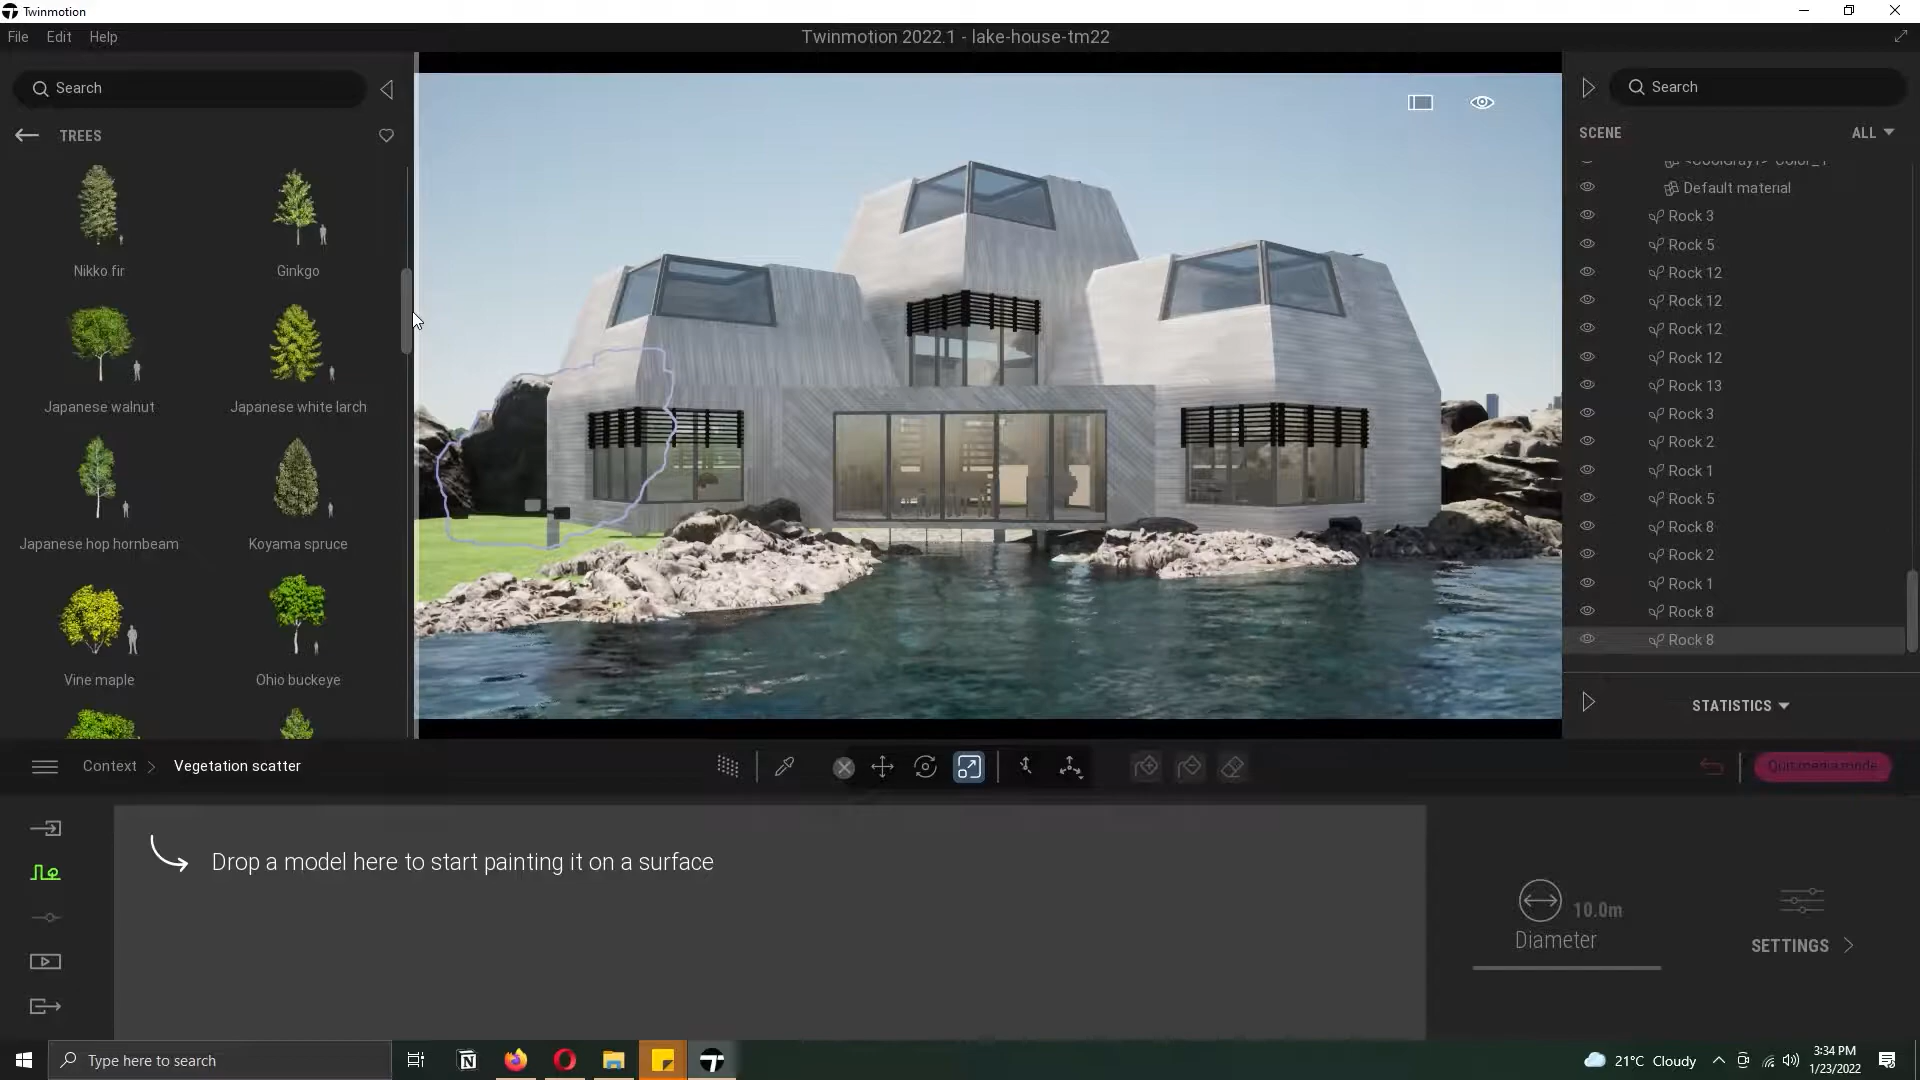 Twinmotion
File Edit Help
Twinmotion 2022.1 - lake-house-tm22
Search
TREES
Nikko fir
Ginkgo
Japanese walnut
Japanese white larch
Japanese hop hornbeam
Koyama spruce
Vine maple
Ohio buckeye
Search
SCENE
ALL
<CoolGray1> Color_1
Default material
Rock 3
Rock 5
Rock 12
Rock 12
Rock 12
Rock 12
Rock 13
Rock 3
Rock 2
Rock 1
Rock 5
Rock 8
Rock 2
Rock 1
Rock 8
Rock 8
STATISTICS
Context
Vegetation scatter
Quit media mode
Drop a model here to start painting it on a surface
10.0m
Diameter
SETTINGS
Type here to search
21°C Cloudy
3:34 PM
1/23/2022